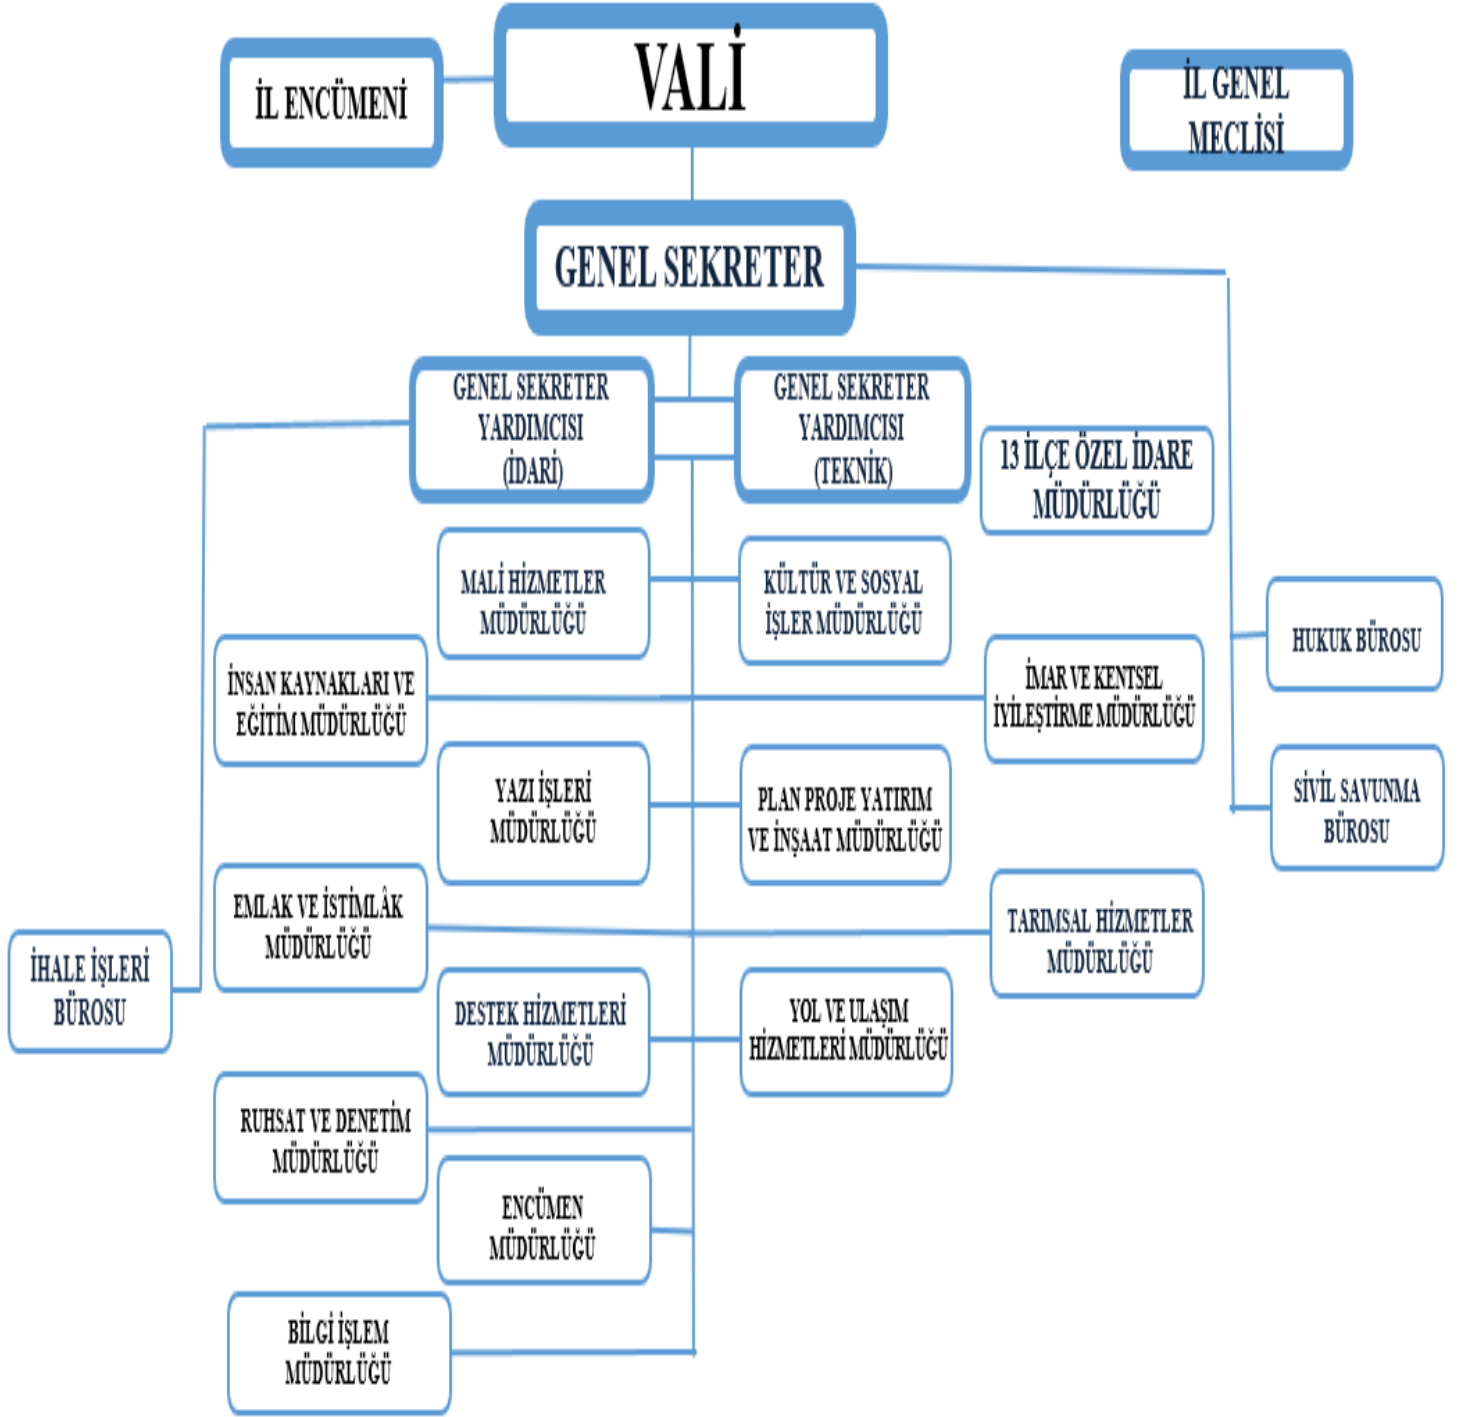 VALİ
İL ENCÜMENİ
İL GENEL
MECLİSİ
GENEL SEKRETER
GENEL SEKRETER
YARDIMCISI
(İDARİ)
GENEL SEKRETER
YARDIMCISI
(TEKNİK)
13 İLÇE ÖZEL İDARE
MÜDÜRLÜĞÜ
MALİ HİZMETLER
MÜDÜRLÜĞÜ
KÜLTÜR VE SOSYAL
İŞLER MÜDÜRLÜĞÜ
HUKUK BÜROSU
İNSAN KAYNAKLARI VE
EĞİTİM MÜDÜRLÜĞÜ
İMAR VE KENTSEL
İYİLEŞTİRME MÜDÜRLÜĞÜ
YAZI İŞLERİ
MÜDÜRLÜĞÜ
PLAN PROJE YATIRIM
VE İNŞAAT MÜDÜRLÜĞÜ
SİVİL SAVUNMA
BÜROSU
EMLAK VE İSTİMLÂK
MÜDÜRLÜĞÜ
TARIMSAL HİZMETLER
MÜDÜRLÜĞÜ
İHALE İŞLERİ
BÜROSU
DESTEK HİZMETLERİ
MÜDÜRLÜĞÜ
YOL VE ULAŞIM
HİZMETLERİ MÜDÜRLÜĞÜ
RUHSAT VE DENETİM
MÜDÜRLÜĞÜ
ENCÜMEN
MÜDÜRLÜĞÜ
BİLGİ İŞLEM
MÜDÜRLÜĞÜ